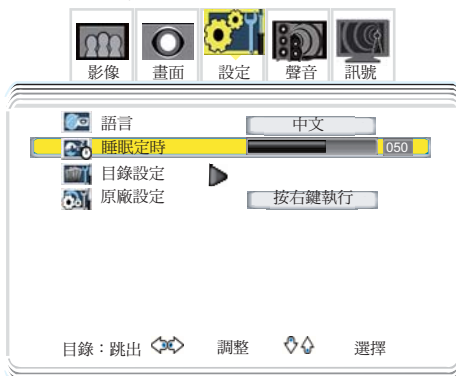 影像 畫面 設定 聲音 訊號
語言 中文
睡眠定時 050
目錄設定
原廠設定 按右鍵執行
目錄：跳出 調整 選擇